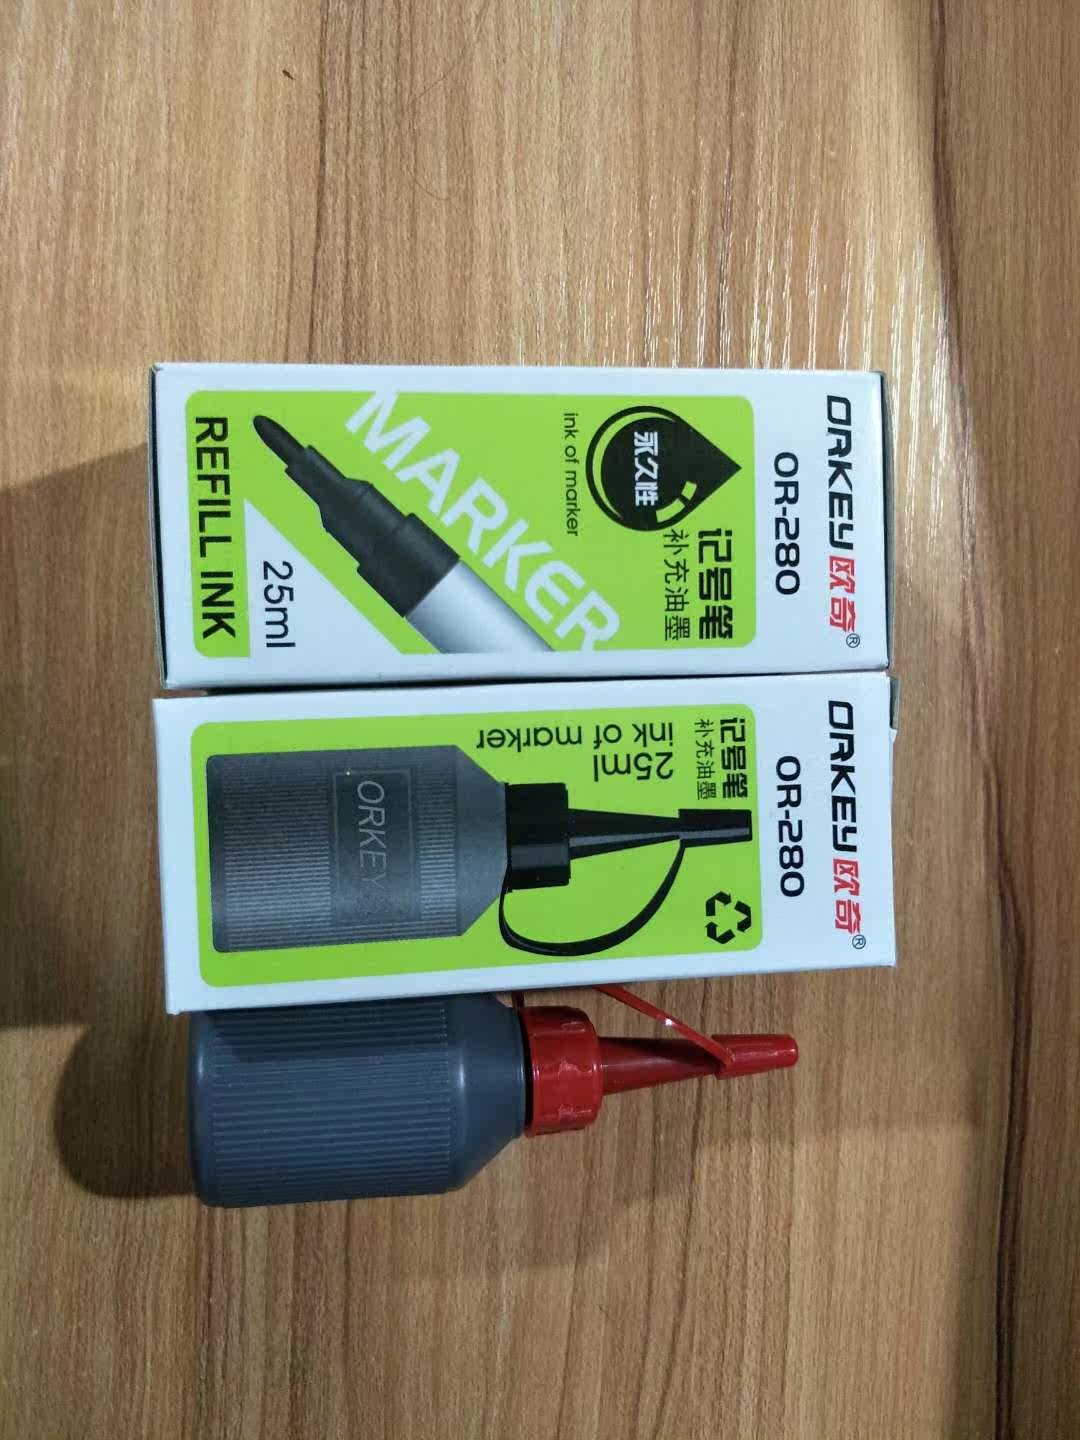 ORKEY欧奇®
OR-280
记号笔
补充油墨
永久性
ink of marker
MARKER
25ml
REFILL INK
ORKEY欧奇®
OR-280
记号笔
补充油墨
25ml
ink of marker
ORKEY